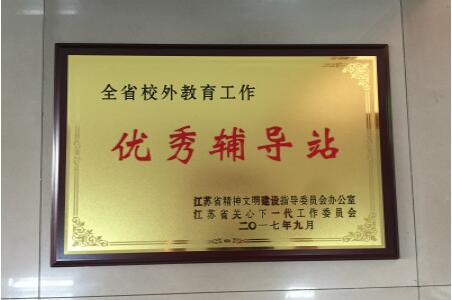 全省校外教育工作
优秀辅导站
江苏省精神文明建设指导委员会办公室
江苏省关心下一代工作委员会
二〇一七年九月